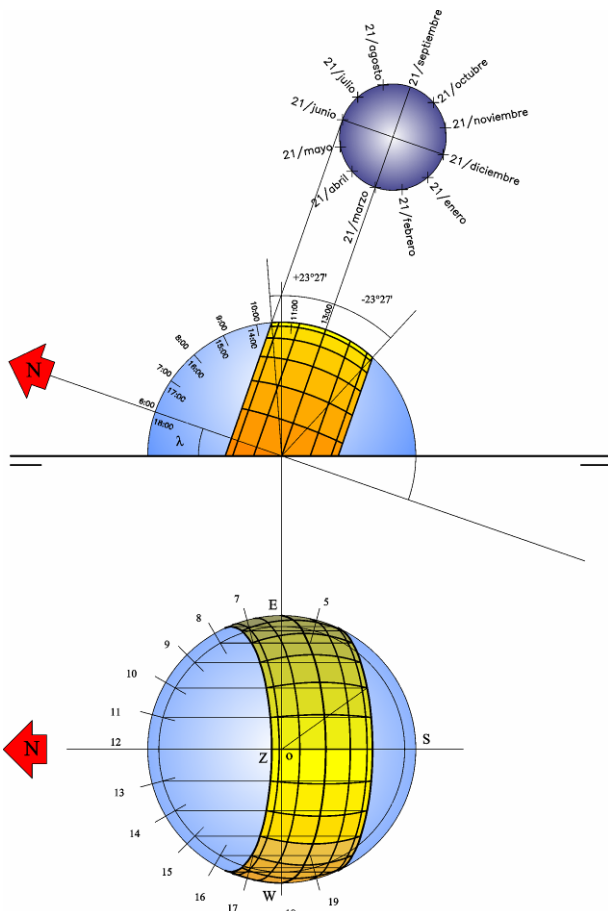 21/septiembre
21/agosto
21/octubre
21/julio
21/junio
21/noviembre
21/mayo
21/diciembre
21/abril
21/enero
21/marzo
21/febrero
+23°27'
-23°27'
10:00
11:00
13:00
9:00
14:00
8:00
15:00
16:00
N
7:00
17:00
6:00
18:00
λ
7
E
5
8
9
10
11
N
12
Z
o
S
13
14
15
16
W
17
19